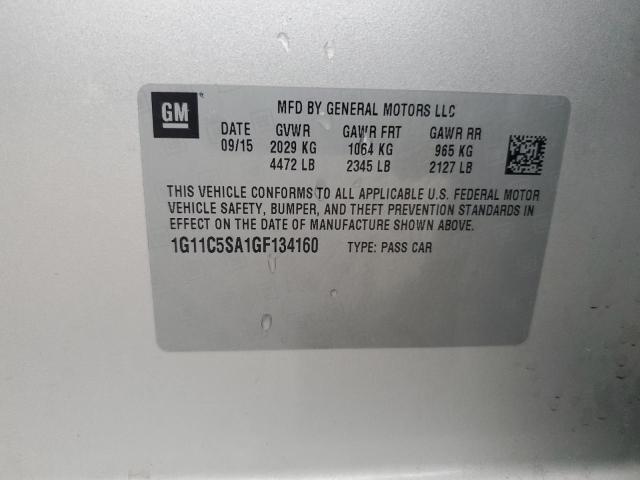 GM
MFD BY GENERAL MOTORS LLC
DATE GVWR GAWR FRT GAWR RR
09/15 2029 KG 1064 KG 965 KG
4472 LB 2345 LB 2127 LB
THIS VEHICLE CONFORMS TO ALL APPLICABLE U.S. FEDERAL MOTOR
VEHICLE SAFETY, BUMPER, AND THEFT PREVENTION STANDARDS IN
EFFECT ON THE DATE OF MANUFACTURE SHOWN ABOVE.
1G11C5SA1GF134160 TYPE: PASS CAR